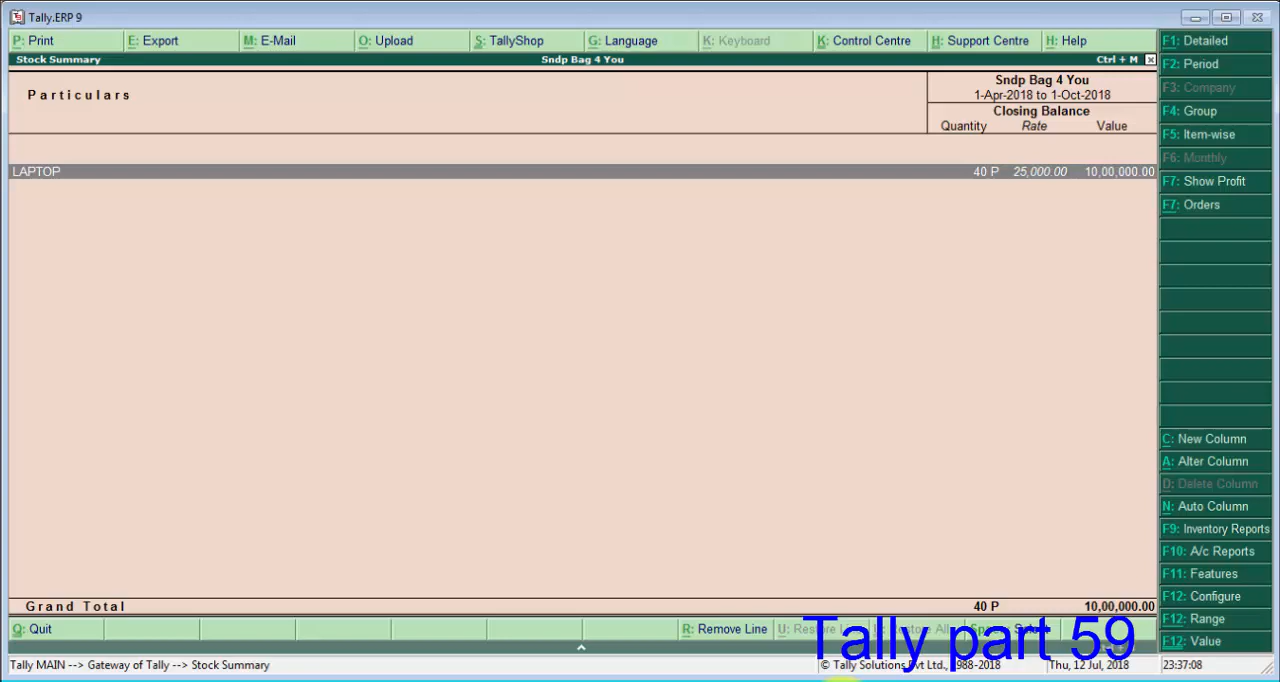 Tally.ERP 9
P: Print E: Export M: E-Mail O: Upload S: TallyShop G: Language K: Keyboard K: Control Centre H: Support Centre H: Help
Stock Summary Sndp Bag 4 You Ctrl + M
Particulars
Sndp Bag 4 You
1-Apr-2018 to 1-Oct-2018
Closing Balance
Quantity Rate Value
LAPTOP 40 P 25,000.00 10,00,000.00
Grand Total 40 P 10,00,000.00
F1: Detailed
F2: Period
F3: Company
F4: Group
F5: Item-wise
F6: Monthly
F7: Show Profit
F7: Orders
C: New Column
A: Alter Column
D: Delete Column
N: Auto Column
F9: Inventory Reports
F10: A/c Reports
F11: Features
F12: Configure
F12: Range
F12: Value
Q: Quit R: Remove Line U:
Tally part 59
Tally MAIN --> Gateway of Tally --> Stock Summary © Tally Solutions Pvt Ltd., 1988-2018 Thu, 12 Jul, 2018 23:37:08